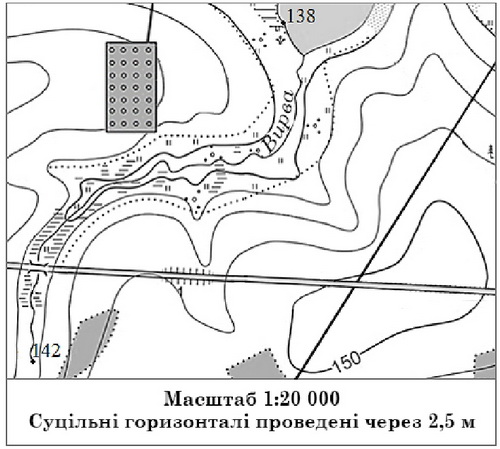 138
Вирва
142
150
Масштаб 1:20 000
Суцільні горизонталі проведені через 2,5 м